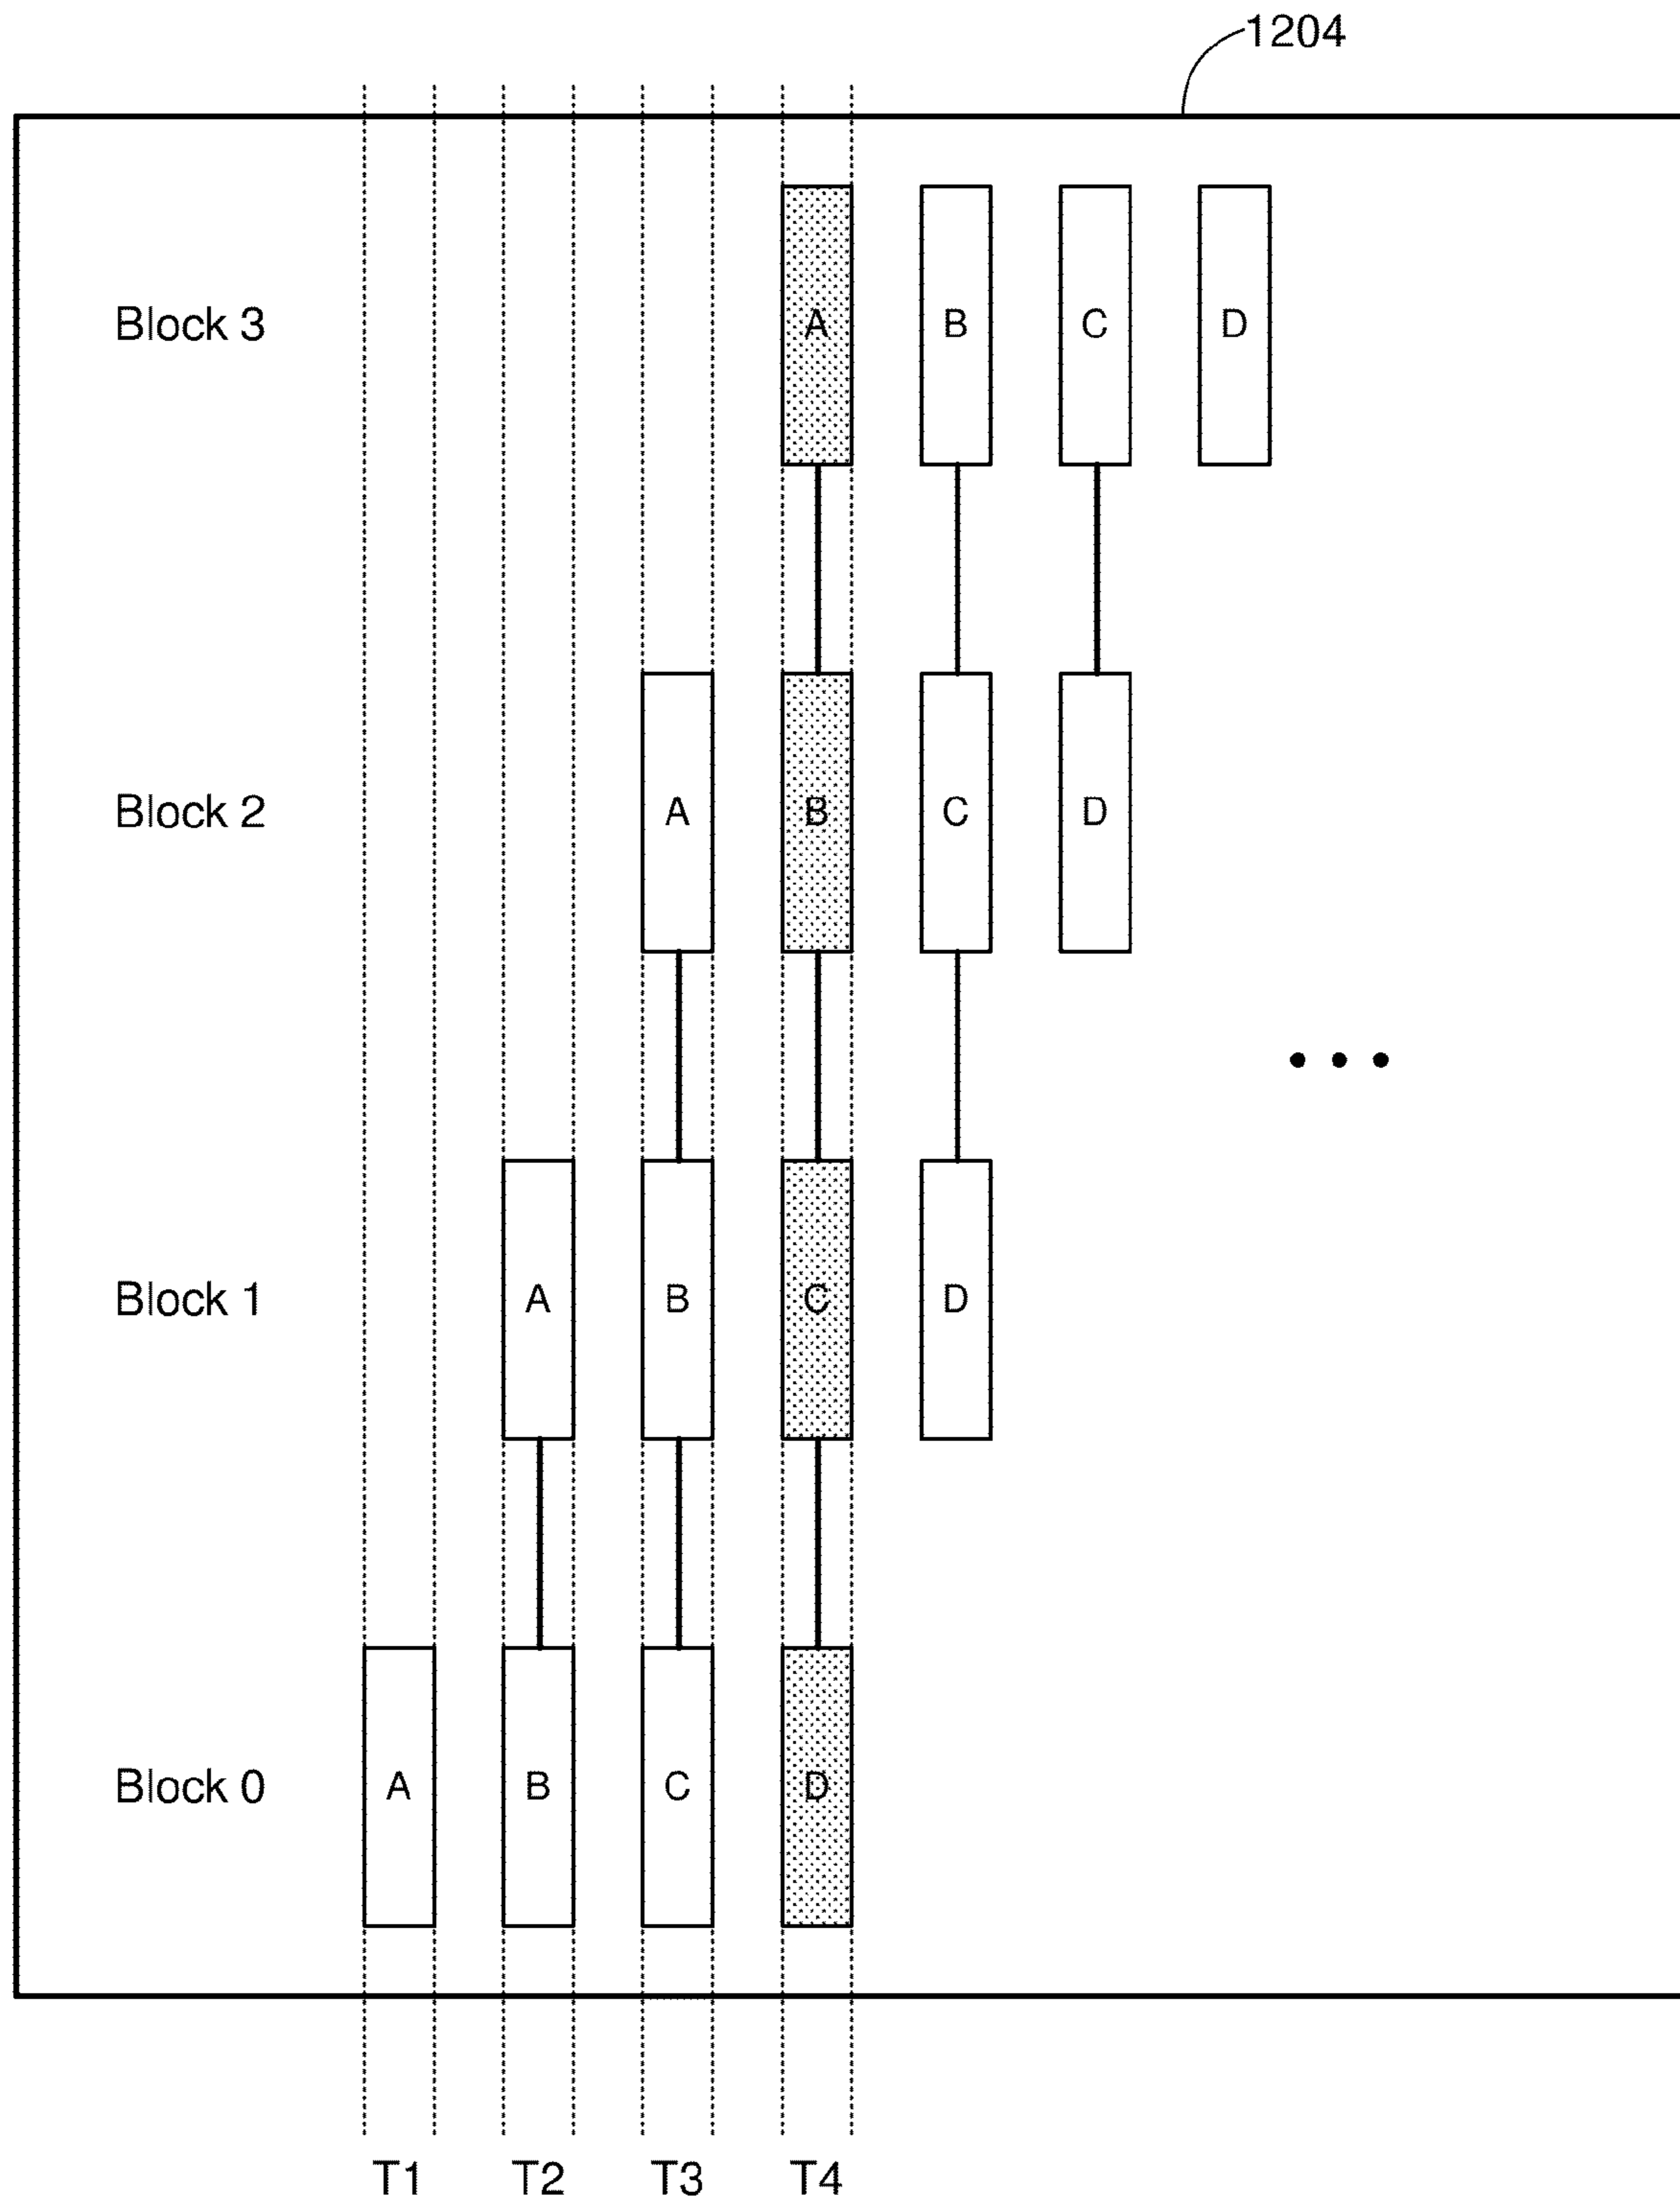 1204
Block 3 A B C D
Block 2 A B C D
Block 1 A B C D
Block 0 A B C D
T1 T2 T3 T4